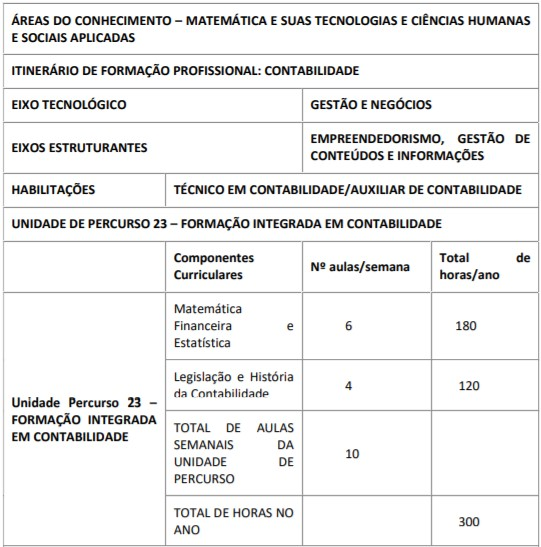 ÁREAS DO CONHECIMENTO – MATEMÁTICA E SUAS TECNOLOGIAS E CIÊNCIAS HUMANAS
E SOCIAIS APLICADAS
ITINERÁRIO DE FORMAÇÃO PROFISSIONAL: CONTABILIDADE
EIXO TECNOLÓGICO
GESTÃO E NEGÓCIOS
EIXOS ESTRUTURANTES
EMPREENDEDORISMO, GESTÃO DE
CONTEÚDOS E INFORMAÇÕES
HABILITAÇÕES
TÉCNICO EM CONTABILIDADE/AUXILIAR DE CONTABILIDADE
UNIDADE DE PERCURSO 23 – FORMAÇÃO INTEGRADA EM CONTABILIDADE
Componentes
Curriculares
Nº aulas/semana
Total de
horas/ano
Unidade Percurso 23 –
FORMAÇÃO INTEGRADA
EM CONTABILIDADE
Matemática
Financeira e
Estatística
6
180
Legislação e História
da Contabilidade
4
120
TOTAL DE AULAS
SEMANAIS DA
UNIDADE DE
PERCURSO
10
TOTAL DE HORAS NO
ANO
300